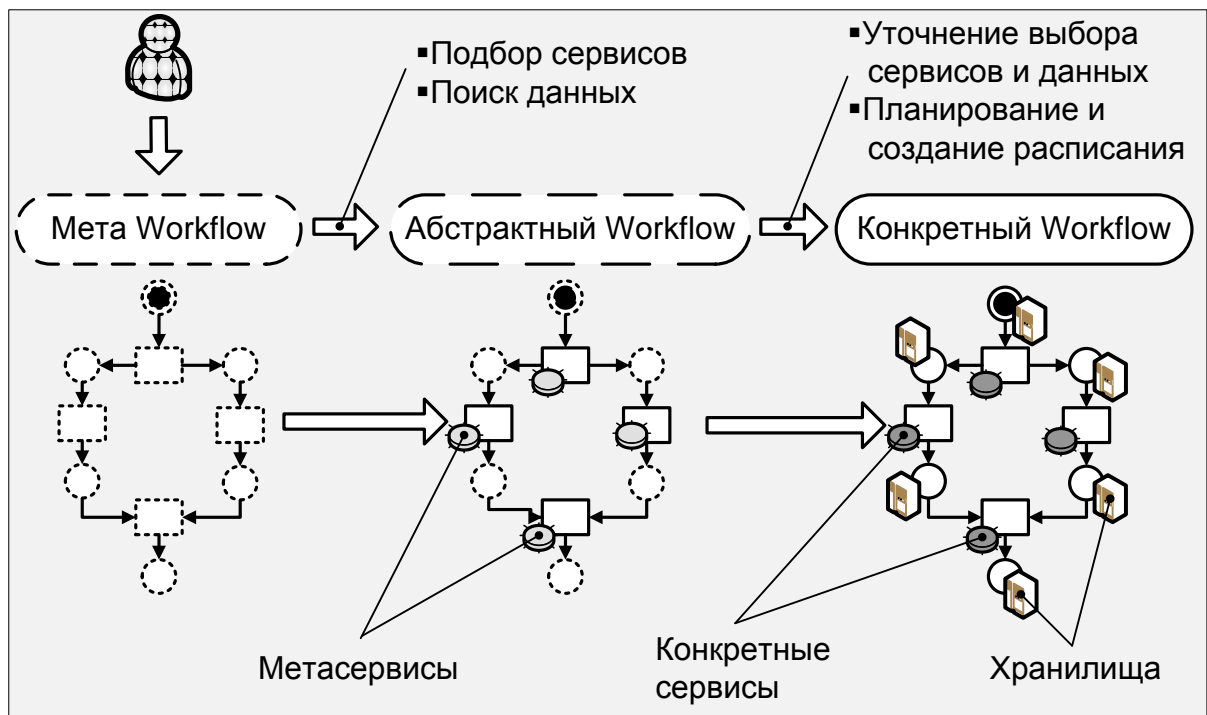 ▪Подбор сервисов
▪Поиск данных
▪Уточнение выбора
сервисов и данных
▪Планирование и
создание расписания
Мета Workflow
Абстрактный Workflow
Конкретный Workflow
Метасервисы
Конкретные
сервисы
Хранилища